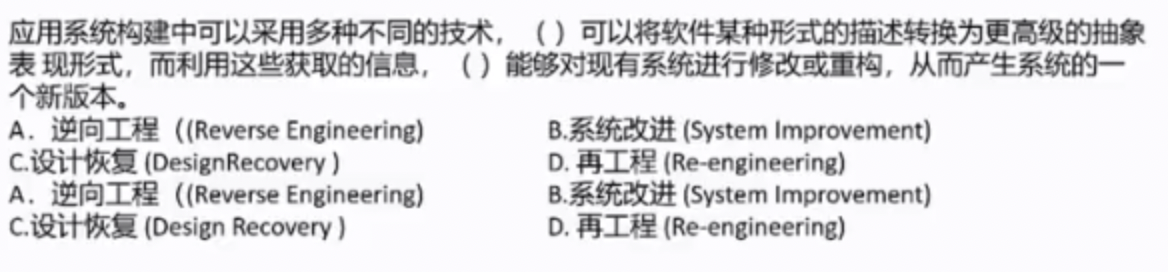 应用系统构建中可以采用多种不同的技术，（ ）可以将软件某种形式的描述转换为更高级的抽象
表 现形式，而利用这些获取的信息，（ ）能够对现有系统进行修改或重构，从而产生系统的一
个新版本。
A．逆向工程（(Reverse Engineering) B.系统改进 (System Improvement)
C.设计恢复 (DesignRecovery ) D. 再工程 (Re-engineering)
A．逆向工程（(Reverse Engineering) B.系统改进 (System Improvement)
C.设计恢复 (Design Recovery ) D. 再工程 (Re-engineering)